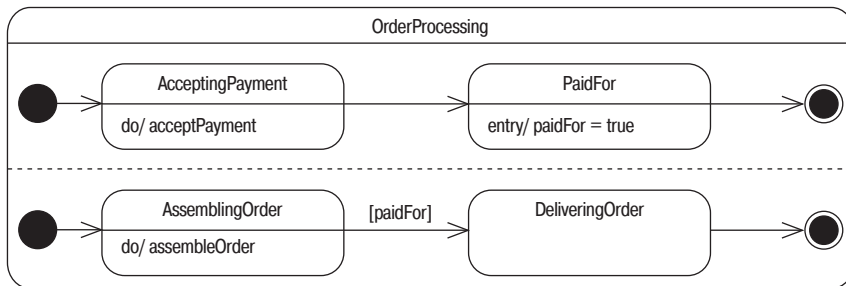 OrderProcessing
AcceptingPayment
do/ acceptPayment
PaidFor
entry/ paidFor = true
AssemblingOrder
do/ assembleOrder
[paidFor]
DeliveringOrder